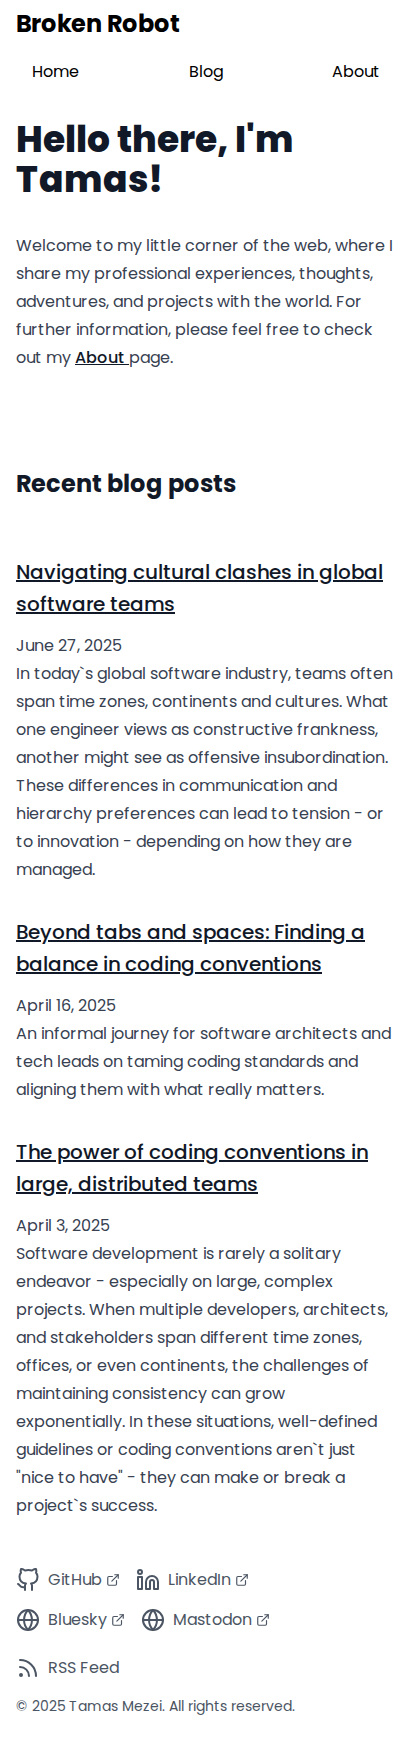 Broken Robot
Home Blog About
Hello there, I'm
Tamas!
Welcome to my little corner of the web, where I
share my professional experiences, thoughts,
adventures, and projects with the world. For
further information, please feel free to check
out my About page.
Recent blog posts
Navigating cultural clashes in global
software teams
June 27, 2025
In today`s global software industry, teams often
span time zones, continents and cultures. What
one engineer views as constructive frankness,
another might see as offensive insubordination.
These differences in communication and
hierarchy preferences can lead to tension - or
to innovation - depending on how they are
managed.
Beyond tabs and spaces: Finding a
balance in coding conventions
April 16, 2025
An informal journey for software architects and
tech leads on taming coding standards and
aligning them with what really matters.
The power of coding conventions in
large, distributed teams
April 3, 2025
Software development is rarely a solitary
endeavor - especially on large, complex
projects. When multiple developers, architects,
and stakeholders span different time zones,
offices, or even continents, the challenges of
maintaining consistency can grow
exponentially. In these situations, well-defined
guidelines or coding conventions aren`t just
"nice to have" - they can make or break a
project`s success.
GitHub LinkedIn
Bluesky Mastodon
RSS Feed
© 2025 Tamas Mezei. All rights reserved.